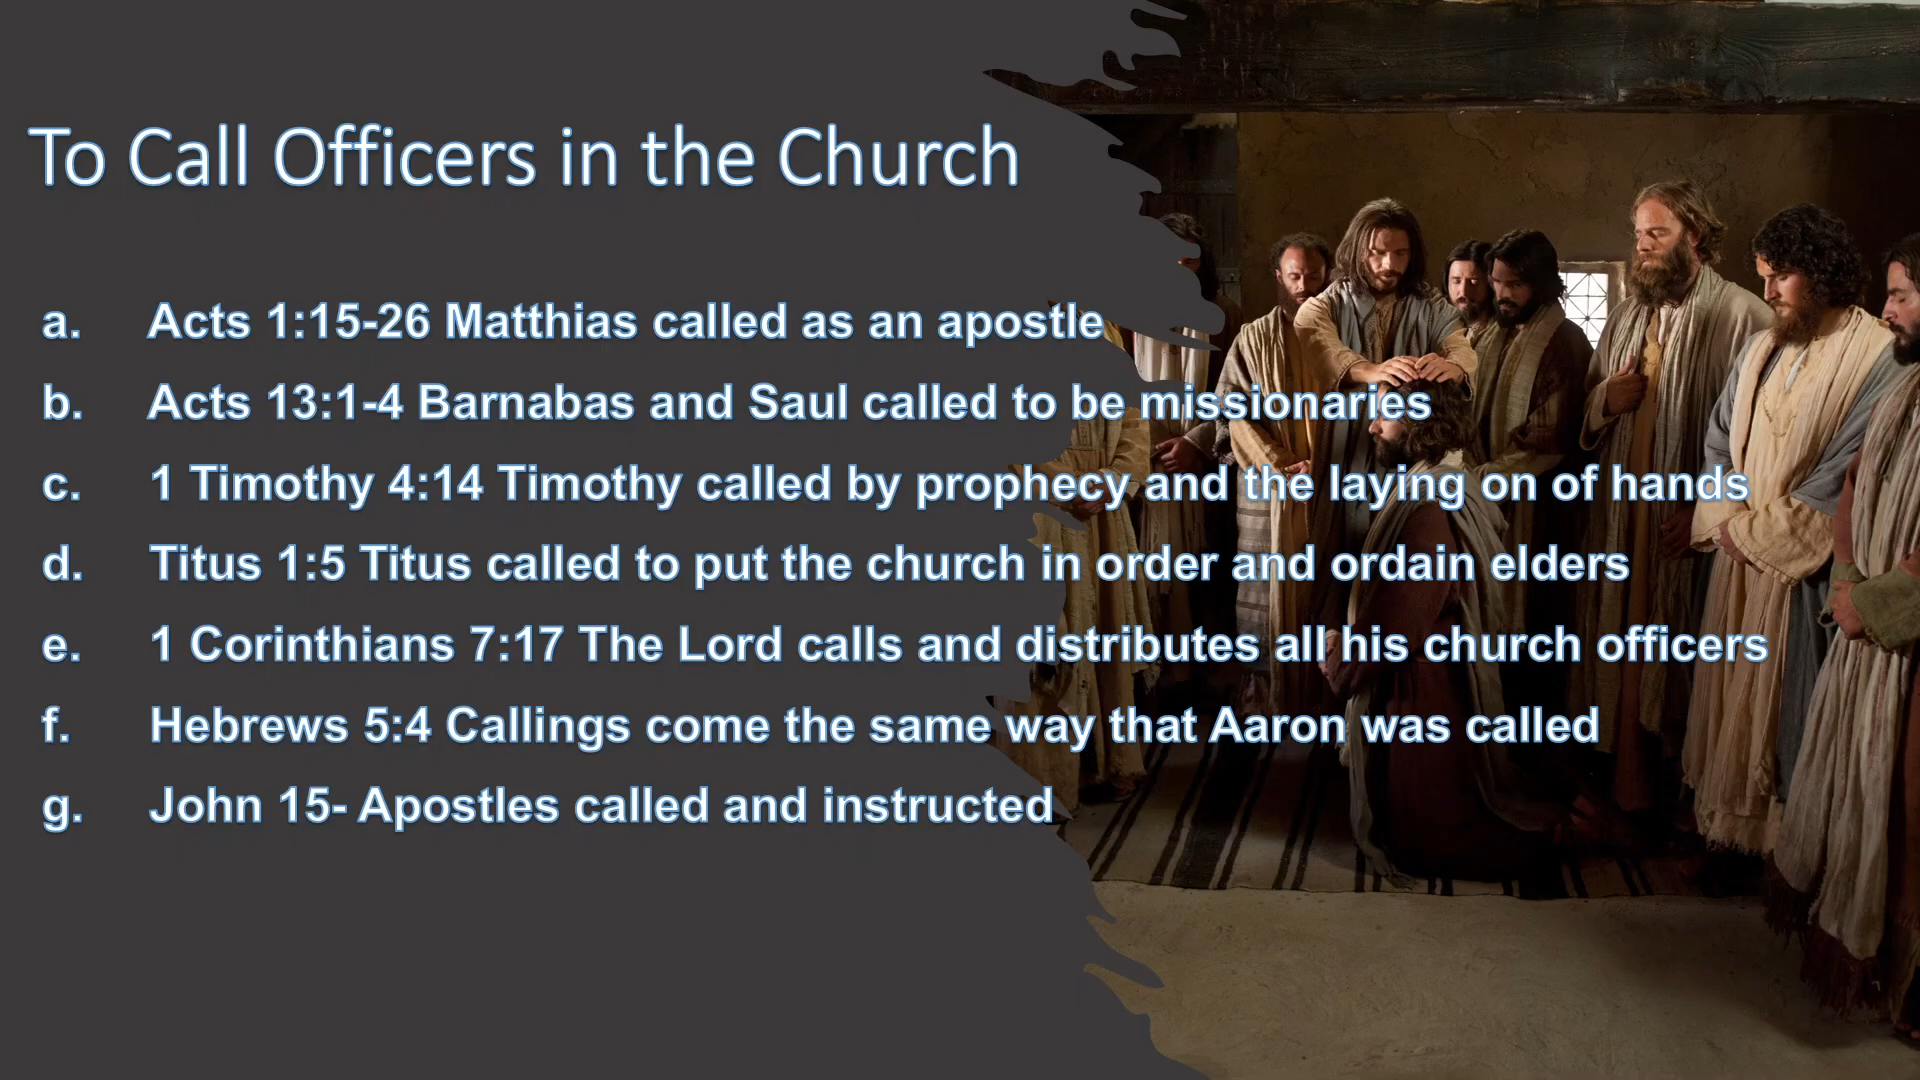 To Call Officers in the Church
a. Acts 1:15-26 Matthias called as an apostle
b. Acts 13:1-4 Barnabas and Saul called to be missionaries
c. 1 Timothy 4:14 Timothy called by prophecy and the laying on of hands
d. Titus 1:5 Titus called to put the church in order and ordain elders
e. 1 Corinthians 7:17 The Lord calls and distributes all his church officers
f. Hebrews 5:4 Callings come the same way that Aaron was called
g. John 15- Apostles called and instructed